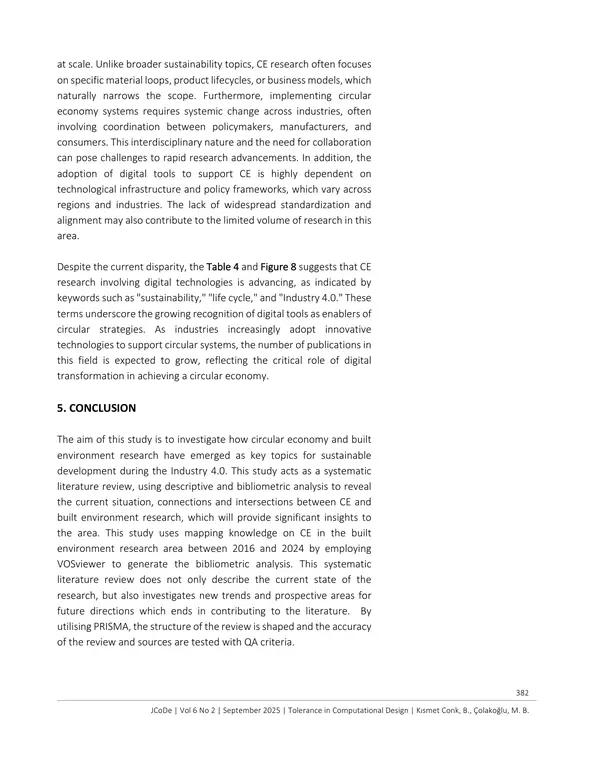 at scale. Unlike broader sustainability topics, CE research often focuses
on specific material loops, product lifecycles, or business models, which
naturally narrows the scope. Furthermore, implementing circular
economy systems requires systemic change across industries, often
involving coordination between policymakers, manufacturers, and
consumers. This interdisciplinary nature and the need for collaboration
can pose challenges to rapid research advancements. In addition, the
adoption of digital tools to support CE is highly dependent on
technological infrastructure and policy frameworks, which vary across
regions and industries. The lack of widespread standardization and
alignment may also contribute to the limited volume of research in this
area.
Despite the current disparity, the Table 4 and Figure 8 suggests that CE
research involving digital technologies is advancing, as indicated by
keywords such as "sustainability," "life cycle," and "Industry 4.0." These
terms underscore the growing recognition of digital tools as enablers of
circular strategies. As industries increasingly adopt innovative
technologies to support circular systems, the number of publications in
this field is expected to grow, reflecting the critical role of digital
transformation in achieving a circular economy.
5. CONCLUSION
The aim of this study is to investigate how circular economy and built
environment research have emerged as key topics for sustainable
development during the Industry 4.0. This study acts as a systematic
literature review, using descriptive and bibliometric analysis to reveal
the current situation, connections and intersections between CE and
built environment research, which will provide significant insights to
the area. This study uses mapping knowledge on CE in the built
environment research area between 2016 and 2024 by employing
VOSviewer to generate the bibliometric analysis. This systematic
literature review does not only describe the current state of the
research, but also investigates new trends and prospective areas for
future directions which ends in contributing to the literature. By
utilising PRISMA, the structure of the review is shaped and the accuracy
of the review and sources are tested with QA criteria.
382
JCoDe | Vol 6 No 2 | September 2025 | Tolerance in Computational Design | Kısmet Conk, B., Çolakoğlu, M. B.